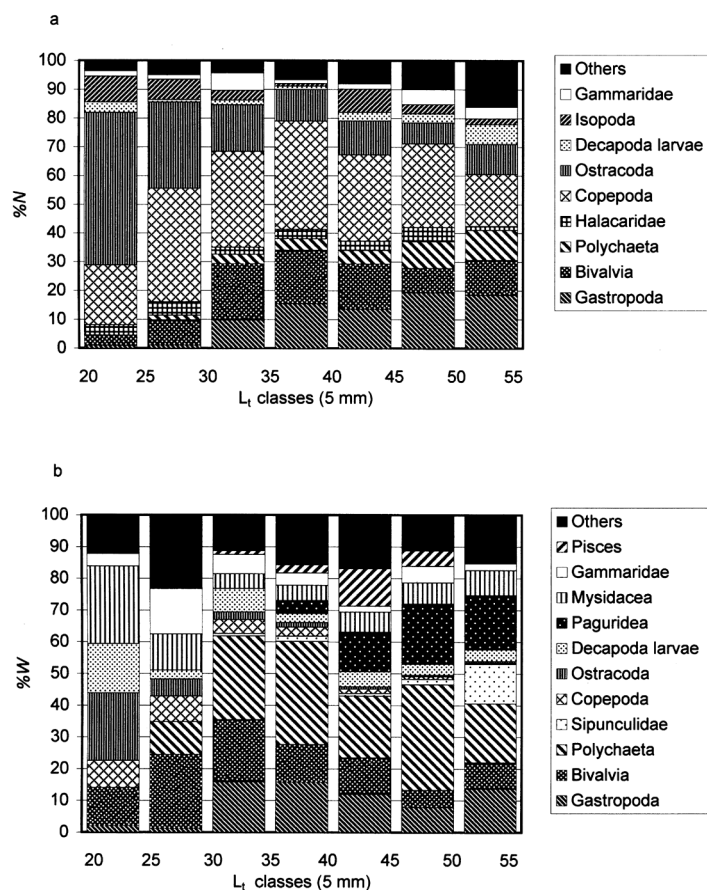 a
100
90
80
70
60
50
40
30
20
10
0
%N
20 25 30 35 40 45 50 55
Lt classes (5 mm)
Others
Gammaridae
Isopoda
Decapoda larvae
Ostracoda
Copepoda
Halacaridae
Polychaeta
Bivalvia
Gastropoda
b
100
90
80
70
60
50
40
30
20
10
0
%W
20 25 30 35 40 45 50 55
Lt classes (5 mm)
Others
Pisces
Gammaridae
Mysidacea
Paguridea
Decapoda larvae
Ostracoda
Copepoda
Sipunculidae
Polychaeta
Bivalvia
Gastropoda